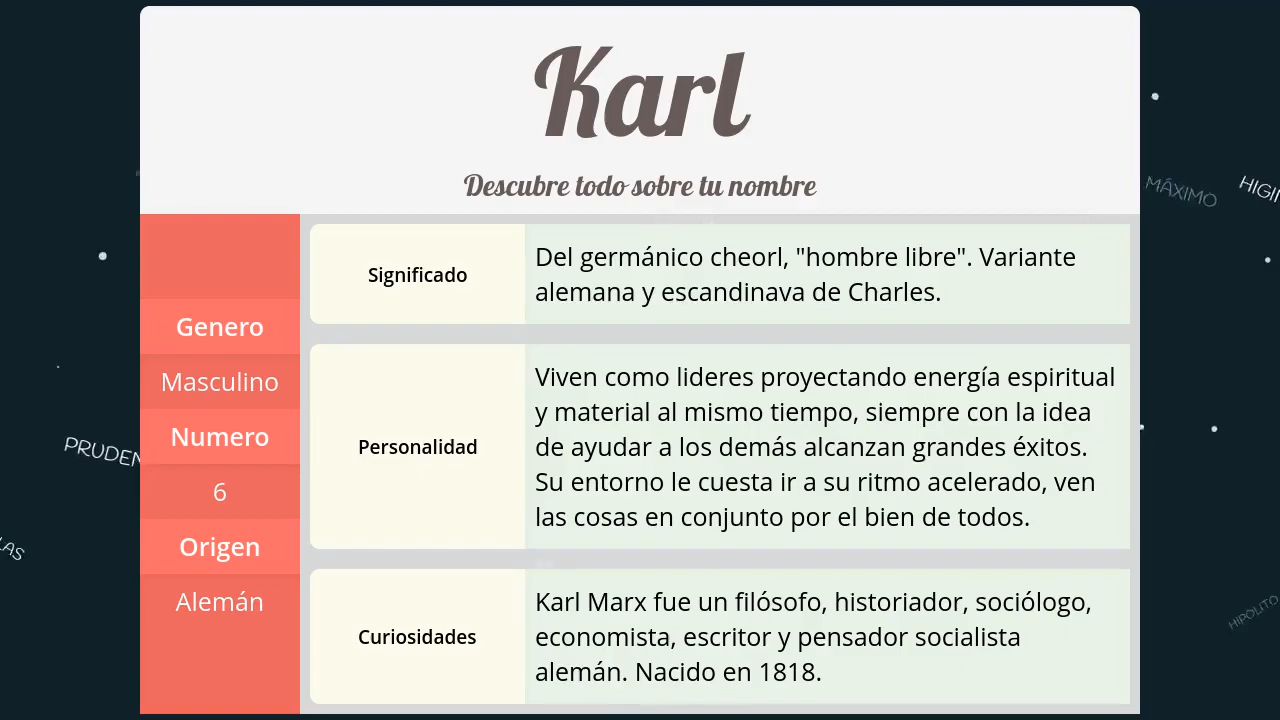 Karl
Descubre todo sobre tu nombre
MÁXIMO
PRUDEN
LAS
HIPÓLITO
Genero
Masculino
Numero
6
Origen
Alemán
Significado
Del germánico cheorl, "hombre libre". Variante
alemana y escandinava de Charles.
Personalidad
Viven como lideres proyectando energía espiritual
y material al mismo tiempo, siempre con la idea
de ayudar a los demás alcanzan grandes éxitos.
Su entorno le cuesta ir a su ritmo acelerado, ven
las cosas en conjunto por el bien de todos.
Curiosidades
Karl Marx fue un filósofo, historiador, sociólogo,
economista, escritor y pensador socialista
alemán. Nacido en 1818.